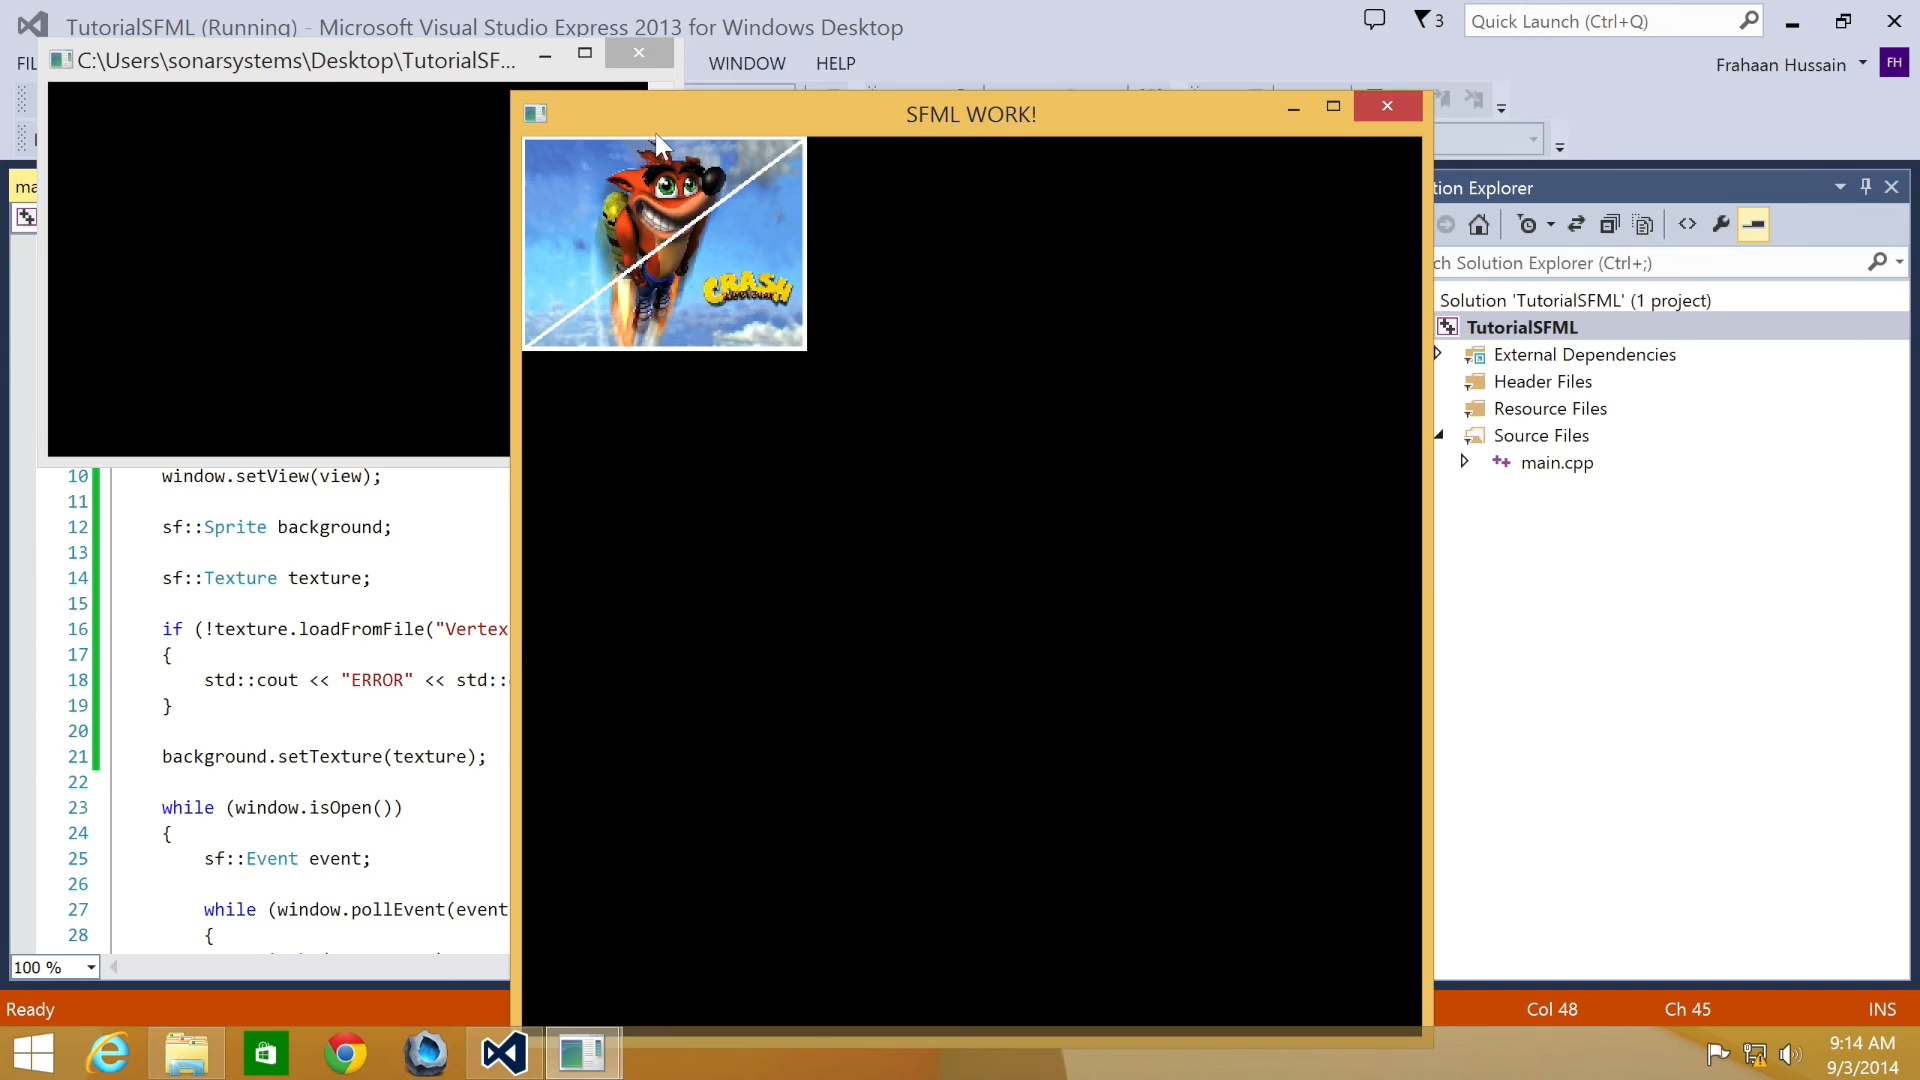 TutorialSFML (Running) - Microsoft Visual Studio Express 2013 for Windows Desktop
3
Quick Launch (Ctrl+Q)
C:\Users\sonarsystems\Desktop\TutorialSF...
WINDOW
HELP
Frahaan Hussain
FH
SFML WORK!
CRASH
Solution Explorer (Ctrl+;)
Solution 'TutorialSFML' (1 project)
TutorialSFML
External Dependencies
Header Files
Resource Files
Source Files
main.cpp
10 window.setView(view);
11
12 sf::Sprite background;
13
14 sf::Texture texture;
15
16 if (!texture.loadFromFile("Vertex
17 {
18 std::cout << "ERROR" << std::
19 }
20
21 background.setTexture(texture);
22
23 while (window.isOpen())
24 {
25 sf::Event event;
26
27 while (window.pollEvent(event
28 {
100 %
Ready
Col 48
Ch 45
INS
9:14 AM
9/3/2014